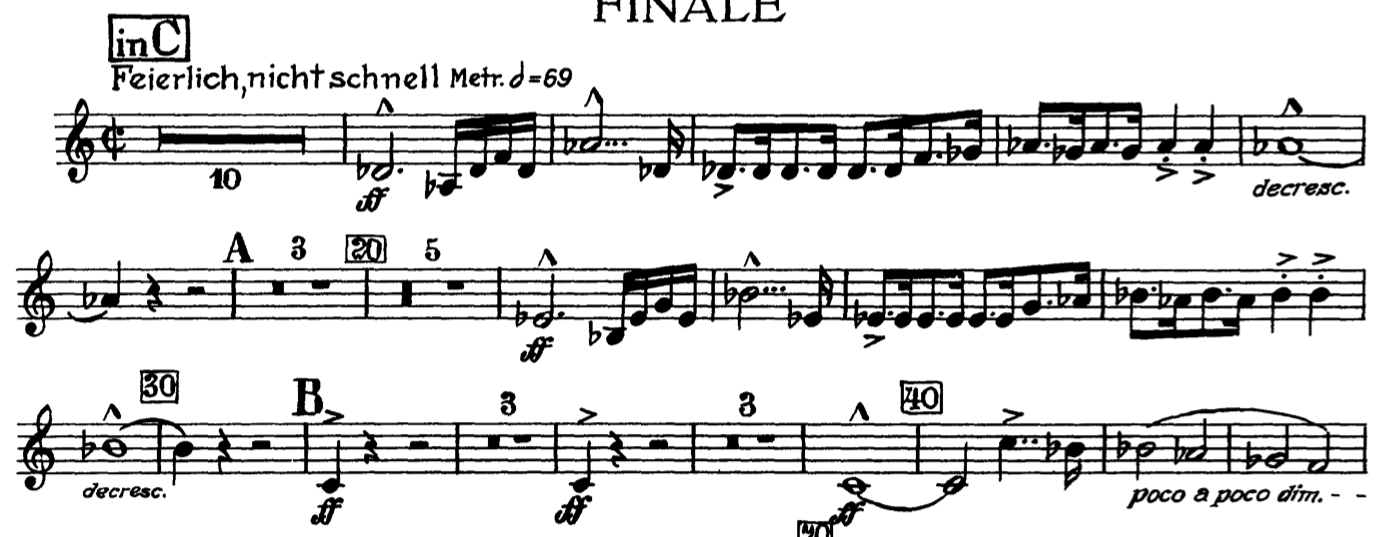 FINALE
in C
Feierlich, nicht schnell Metr. 𝅗𝅥=69
10
ff
decresc.
A 3 20 5
ff
30 B 3 3 40
decresc. ff ff ff poco a poco dim. - -